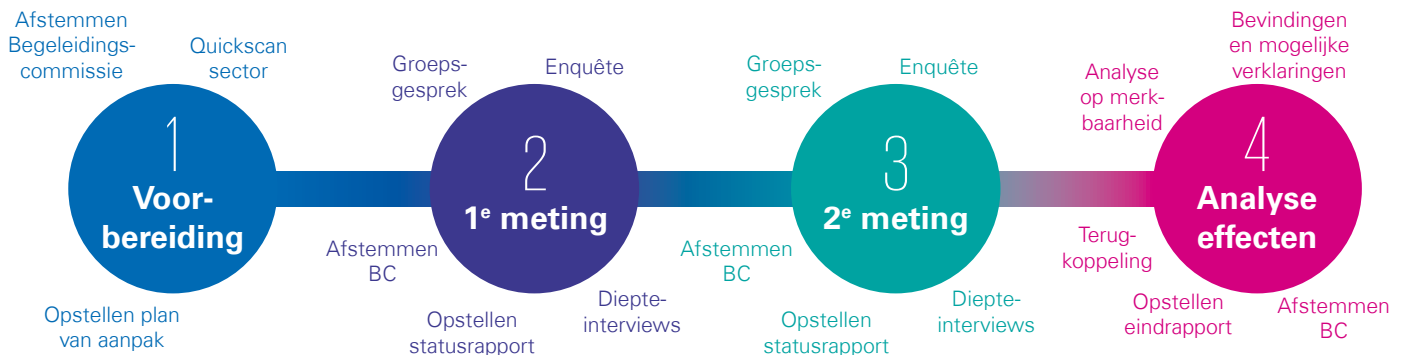 Afstemmen
Begeleidings-
commissie
Quickscan
sector
1
Voor-
bereiding
Opstellen plan
van aanpak
Groeps-
gesprek
Enquête
2
1e meting
Afstemmen
BC
Opstellen
statusrapport
Diepte-
interviews
Groeps-
gesprek
Enquête
3
2e meting
Afstemmen
BC
Opstellen
statusrapport
Diepte-
interviews
Analyse
op merk-
baarheid
Bevindingen
en mogelijke
verklaringen
4
Analyse
effecten
Terug-
koppeling
Opstellen
eindrapport
Afstemmen
BC